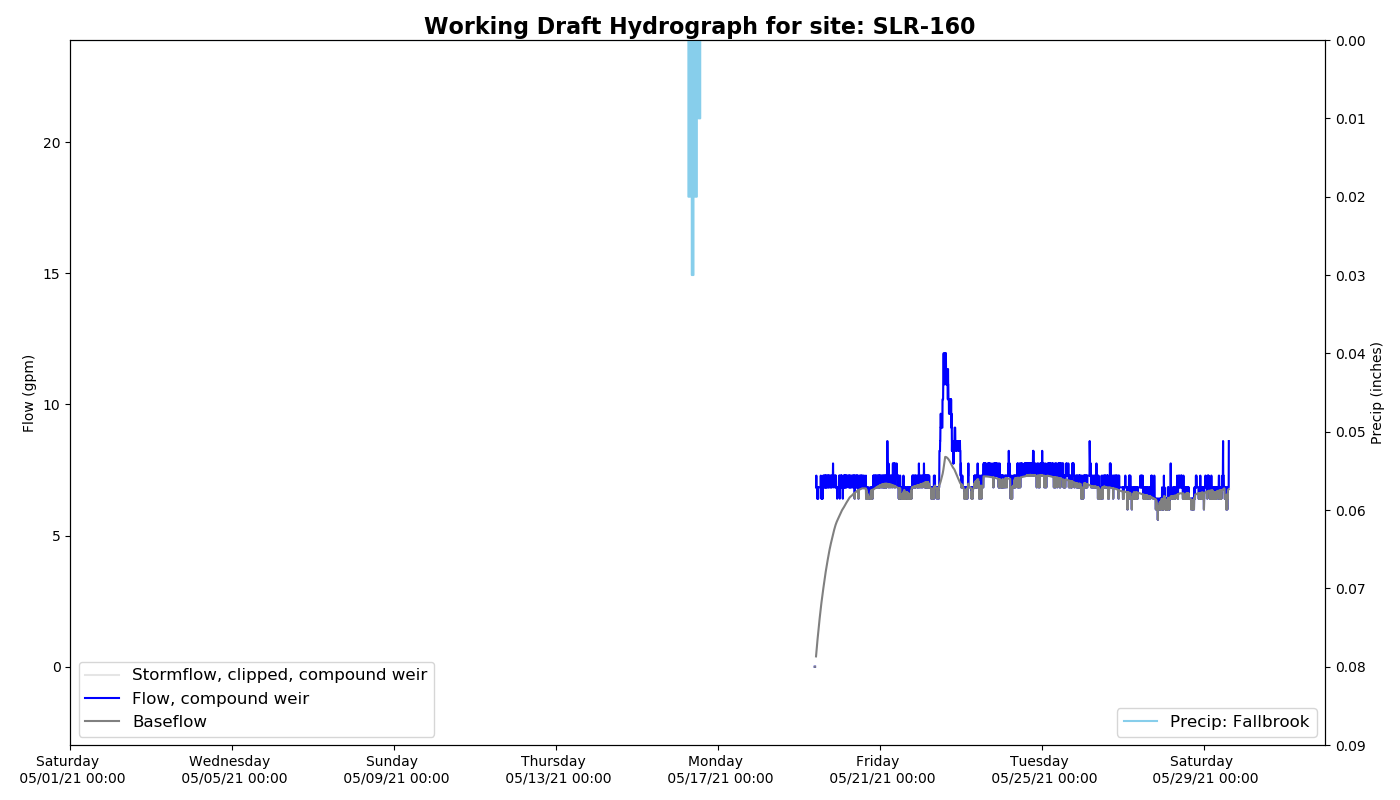 Working Draft Hydrograph for site: SLR-160
0.00
0.01
20
0.02
15
0.03
0.04
Flow (gpm)
Precip (inches)
10
0.05
0.06
5
0.07
0
0.08
Stormflow, clipped, compound weir
Flow, compound weir
Baseflow
Precip: Fallbrook
0.09
Saturday Wednesday Sunday Thursday Monday Friday Tuesday Saturday
05/01/21 00:00 05/05/21 00:00 05/09/21 00:00 05/13/21 00:00 05/17/21 00:00 05/21/21 00:00 05/25/21 00:00 05/29/21 00:00